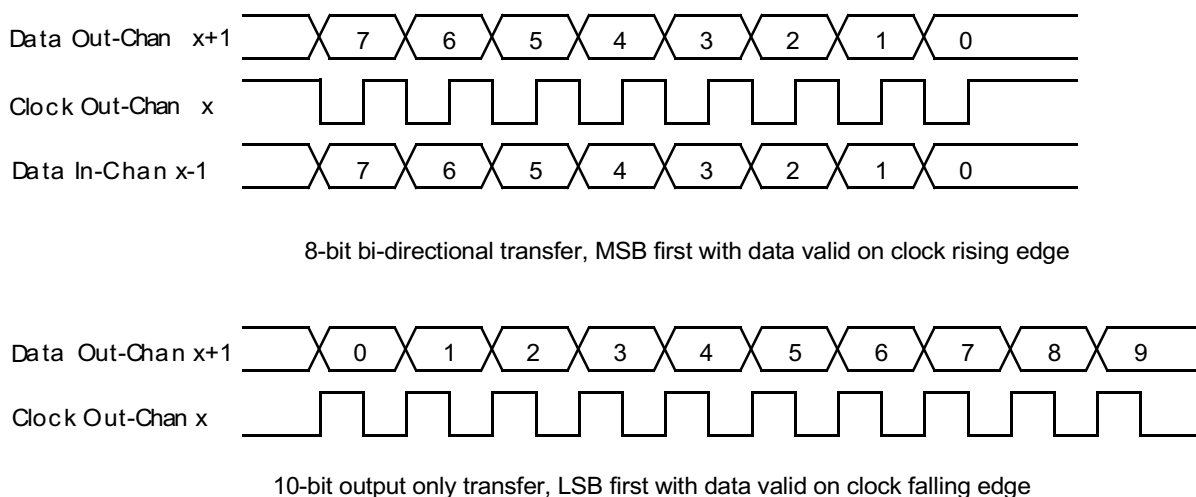 Data Out-Chan x+1 7 6 5 4 3 2 1 0
Clock Out-Chan x
Data In-Chan x-1 7 6 5 4 3 2 1 0
8-bit bi-directional transfer, MSB first with data valid on clock rising edge
Data Out-Chan x+1 0 1 2 3 4 5 6 7 8 9
Clock Out-Chan x
10-bit output only transfer, LSB first with data valid on clock falling edge